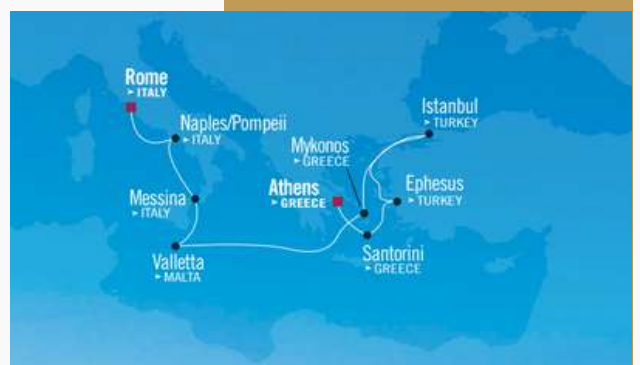 Rome
▸ ITALY
Naples/Pompeii
▸ ITALY
Istanbul
▸ TURKEY
Mykonos
▸ GREECE
Athens
▸ GREECE
Ephesus
▸ TURKEY
Messina
▸ ITALY
Valletta
▸ MALTA
Santorini
▸ GREECE